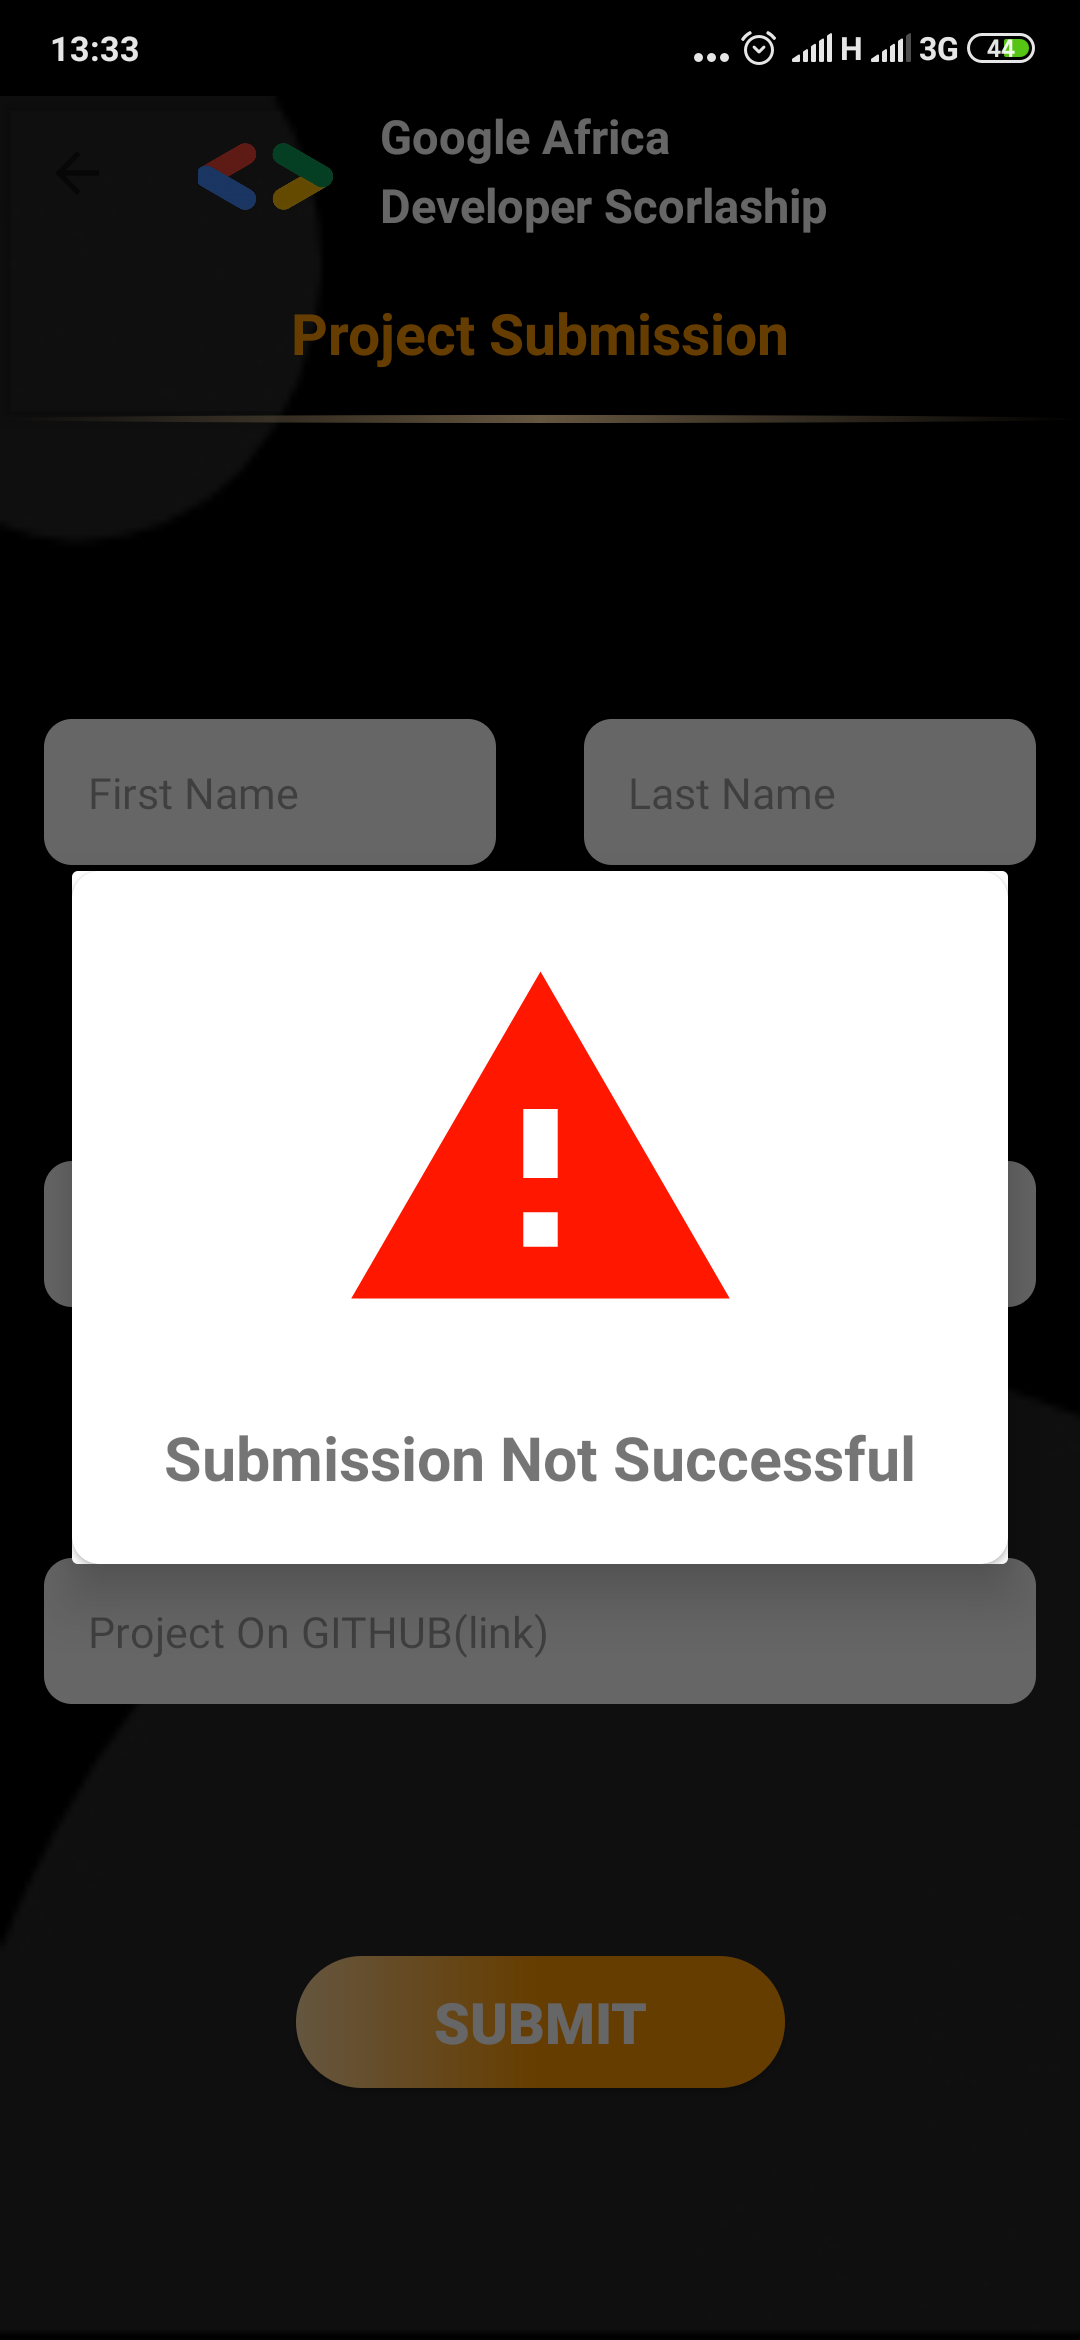 13:33
H 3G 44
Google Africa
Developer Scorlaship
Project Submission
First Name
Last Name
Submission Not Successful
Project On GITHUB(link)
SUBMIT